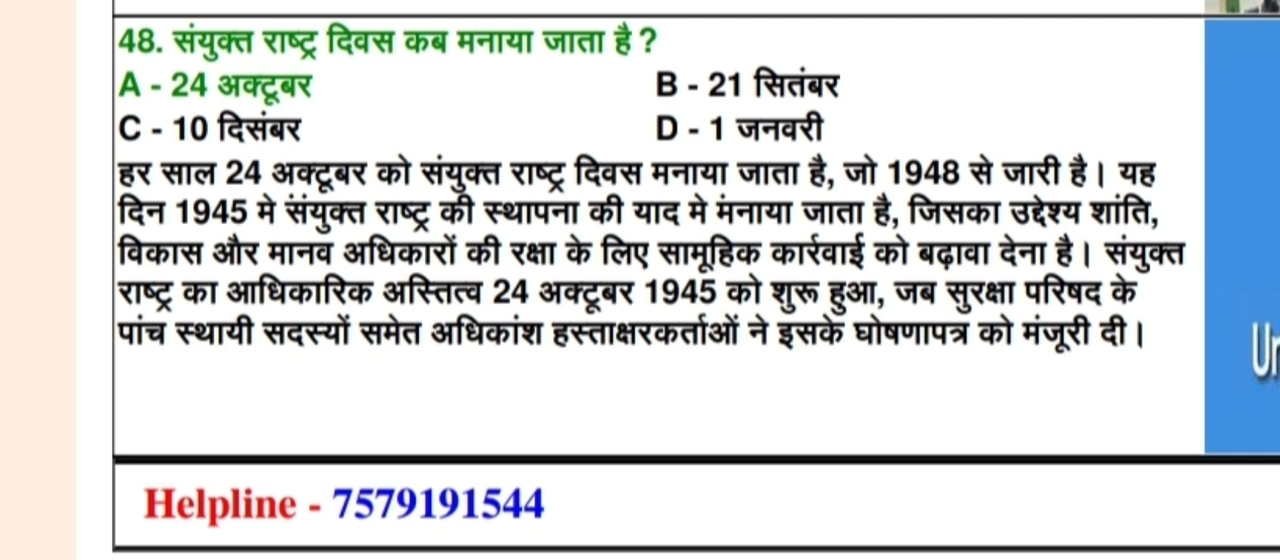 48. संयुक्त राष्ट्र दिवस कब मनाया जाता है ?
A - 24 अक्टूबर B - 21 सितंबर
C - 10 दिसंबर D - 1 जनवरी
हर साल 24 अक्टूबर को संयुक्त राष्ट्र दिवस मनाया जाता है, जो 1948 से जारी है। यह
दिन 1945 मे संयुक्त राष्ट्र की स्थापना की याद मे मंनाया जाता है, जिसका उद्देश्य शांति,
विकास और मानव अधिकारों की रक्षा के लिए सामूहिक कार्रवाई को बढ़ावा देना है। संयुक्त
राष्ट्र का आधिकारिक अस्तित्व 24 अक्टूबर 1945 को शुरू हुआ, जब सुरक्षा परिषद के
पांच स्थायी सदस्यों समेत अधिकांश हस्ताक्षरकर्ताओं ने इसके घोषणापत्र को मंजूरी दी।
Helpline - 7579191544